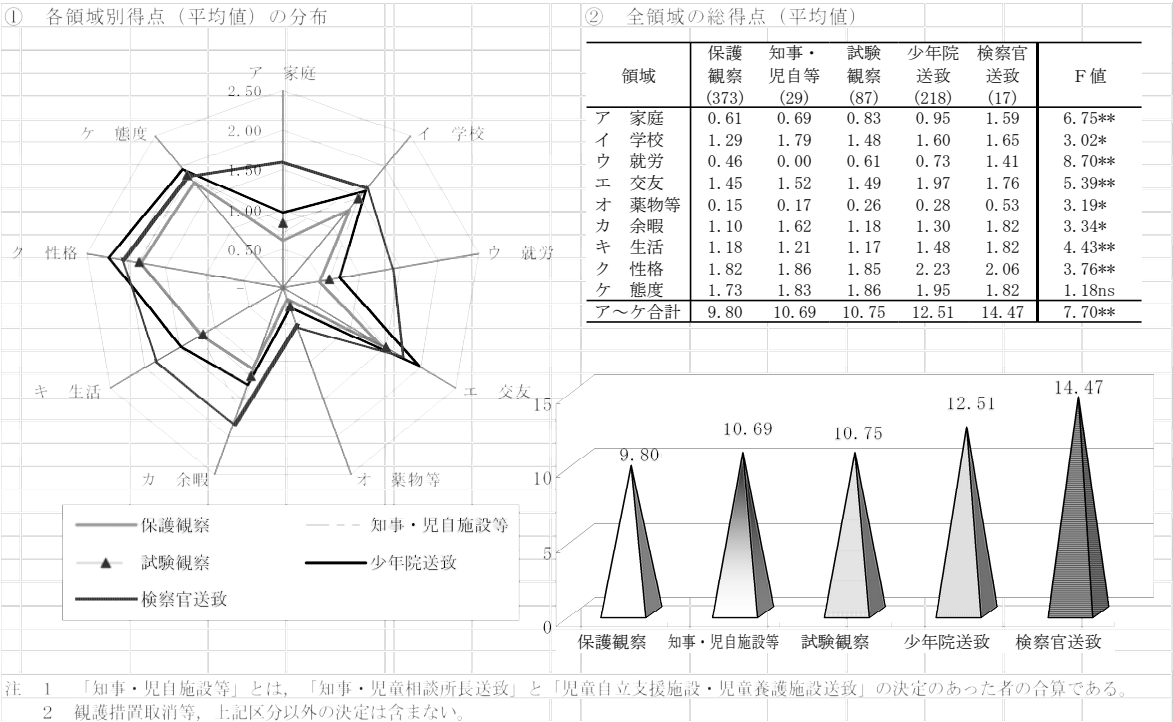 ① 各領域別得点（平均値）の分布
ア 家庭
2.50
2.00
1.50
1.00
0.50
-
イ 学校
ウ 就労
エ 交友
オ 薬物等
カ 余暇
キ 生活
ク 性格
ケ 態度
保護観察
知事・児自施設等
試験観察
少年院送致
検察官送致
② 全領域の総得点（平均値）
領域 保護観察(373) 知事・児自等(29) 試験観察(87) 少年院送致(218) 検察官送致(17) Ｆ値
ア 家庭 0.61 0.69 0.83 0.95 1.59 6.75**
イ 学校 1.29 1.79 1.48 1.60 1.65 3.02*
ウ 就労 0.46 0.00 0.61 0.73 1.41 8.70**
エ 交友 1.45 1.52 1.49 1.97 1.76 5.39**
オ 薬物等 0.15 0.17 0.26 0.28 0.53 3.19*
カ 余暇 1.10 1.62 1.18 1.30 1.82 3.34*
キ 生活 1.18 1.21 1.17 1.48 1.82 4.43**
ク 性格 1.82 1.86 1.85 2.23 2.06 3.76**
ケ 態度 1.73 1.83 1.86 1.95 1.82 1.18ns
ア～ケ合計 9.80 10.69 10.75 12.51 14.47 7.70**
15
10
5
0
9.80
10.69
10.75
12.51
14.47
保護観察
知事・児自施設等
試験観察
少年院送致
検察官送致
注 1 「知事・児自施設等」とは，「知事・児童相談所長送致」と「児童自立支援施設・児童養護施設送致」の決定のあった者の合算である。
2 観護措置取消等，上記区分以外の決定は含まない。